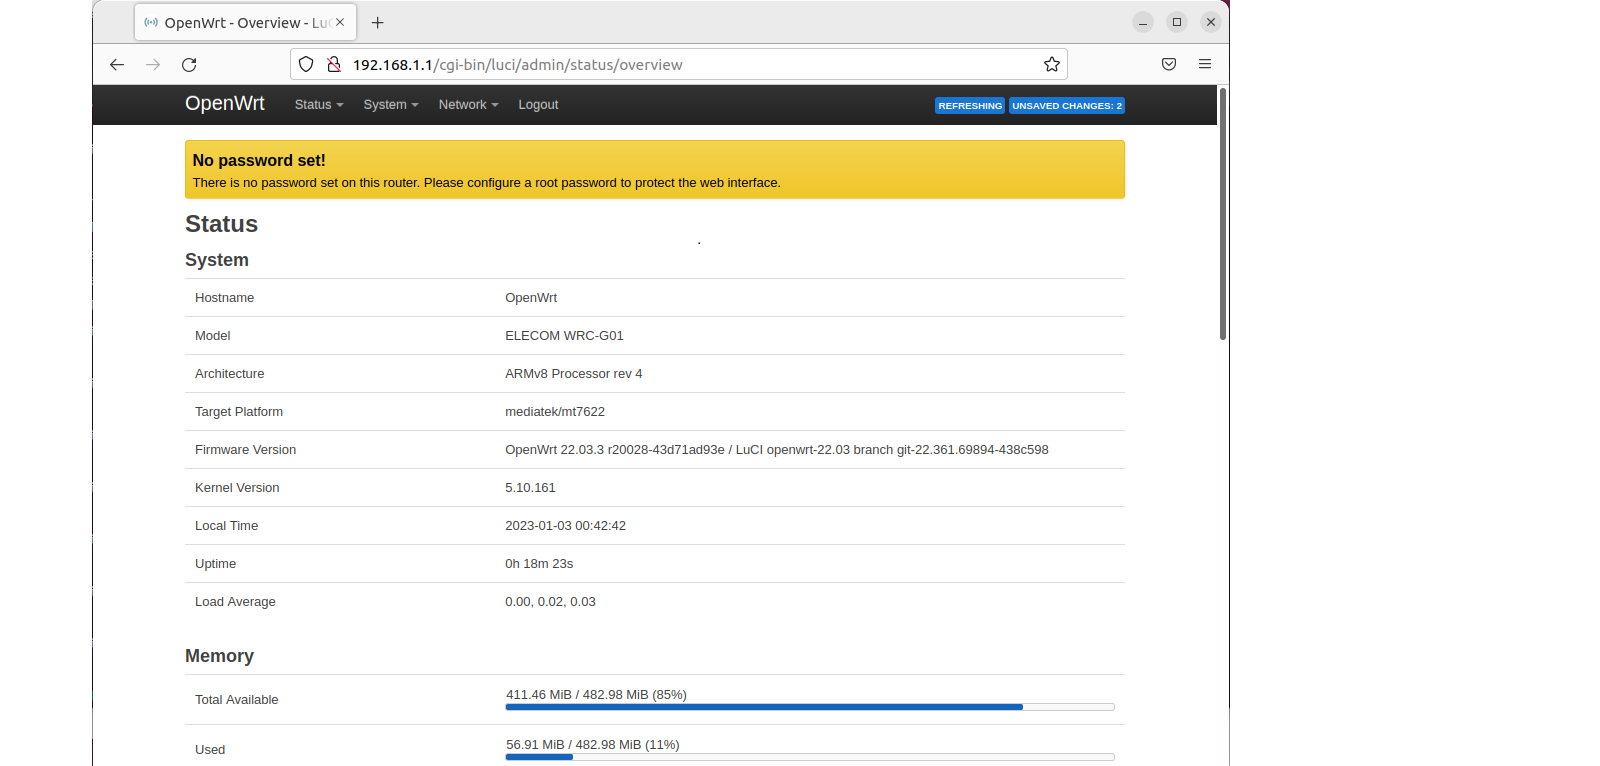 OpenWrt - Overview - Lu
192.168.1.1/cgi-bin/luci/admin/status/overview
OpenWrt Status System Network Logout REFRESHING UNSAVED CHANGES: 2
No password set!
There is no password set on this router. Please configure a root password to protect the web interface.
Status
System
Hostname OpenWrt
Model ELECOM WRC-G01
Architecture ARMv8 Processor rev 4
Target Platform mediatek/mt7622
Firmware Version OpenWrt 22.03.3 r20028-43d71ad93e / LuCI openwrt-22.03 branch git-22.361.69894-438c598
Kernel Version 5.10.161
Local Time 2023-01-03 00:42:42
Uptime 0h 18m 23s
Load Average 0.00, 0.02, 0.03
Memory
Total Available 411.46 MiB / 482.98 MiB (85%)
Used 56.91 MiB / 482.98 MiB (11%)